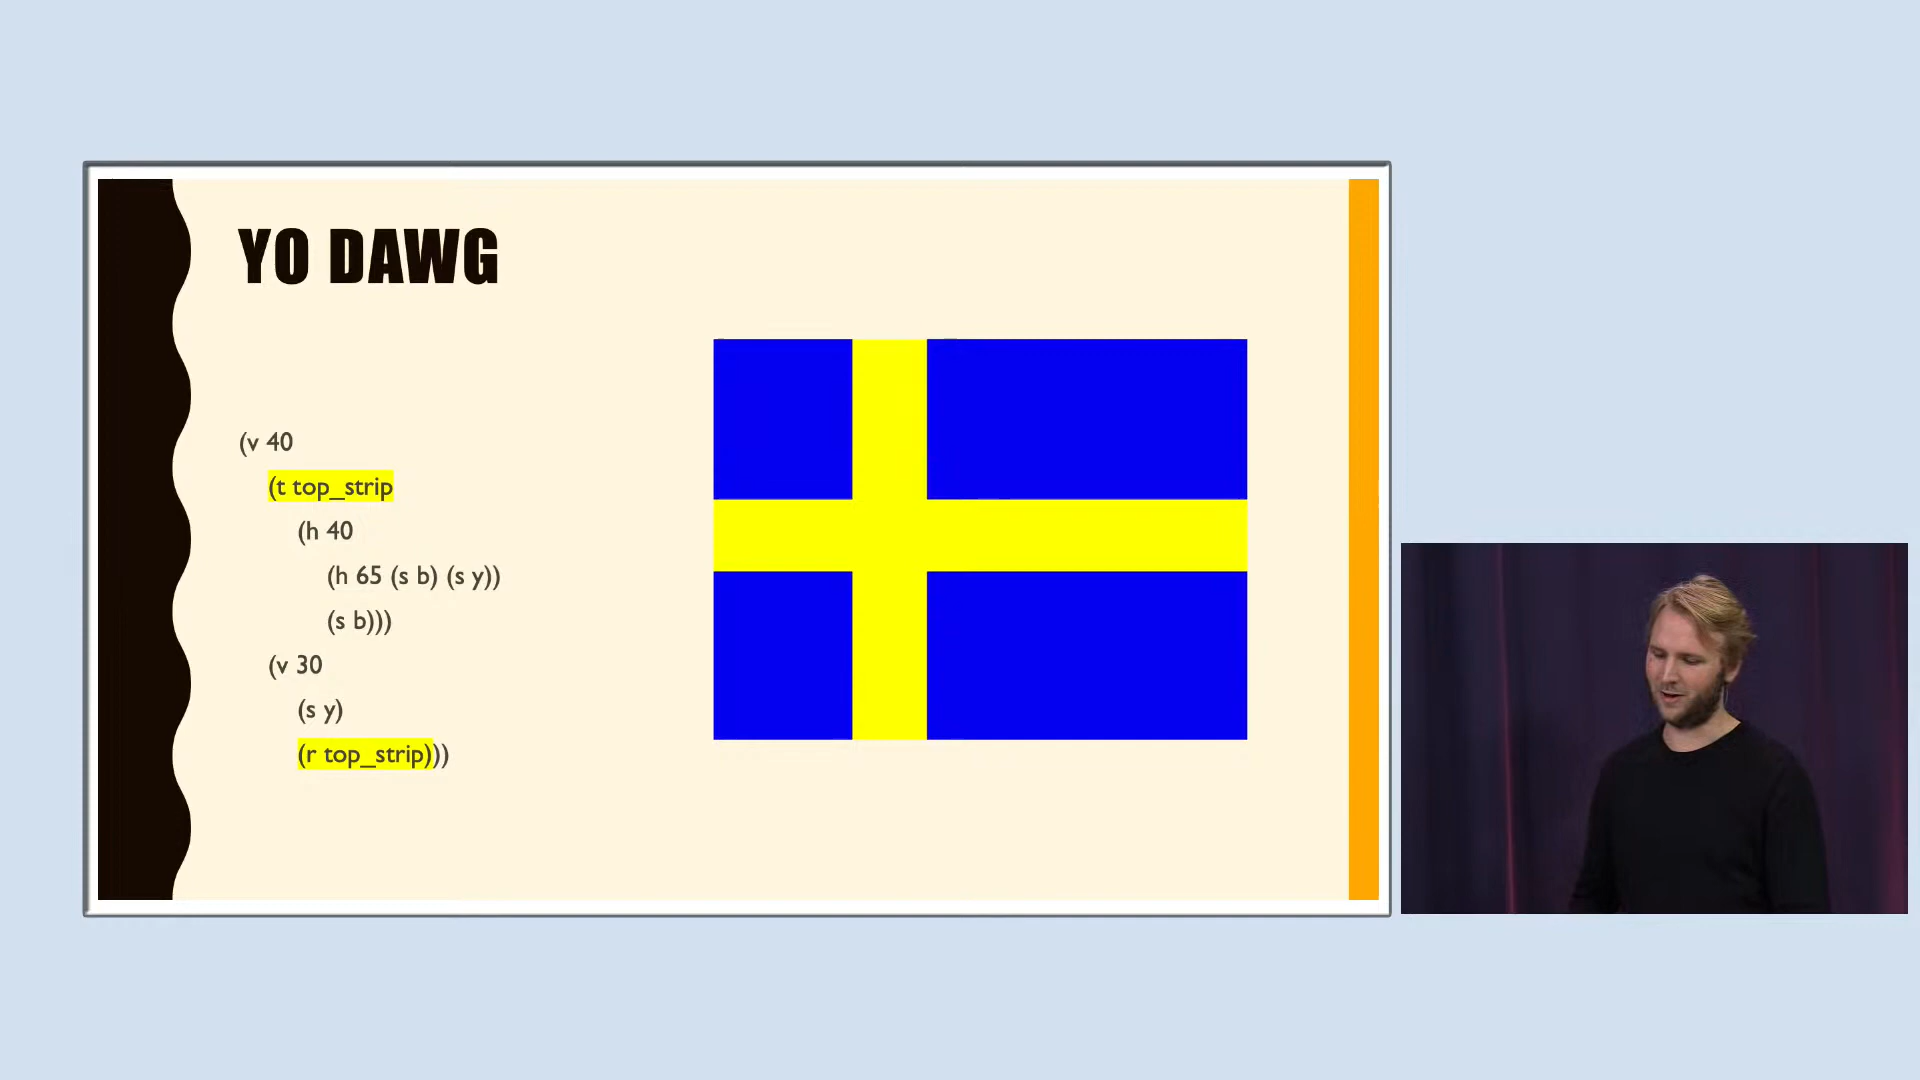 YO DAWG
(v 40
(t top_strip
(h 40
(h 65 (s b) (s y))
(s b)))
(v 30
(s y)
(r top_strip)))